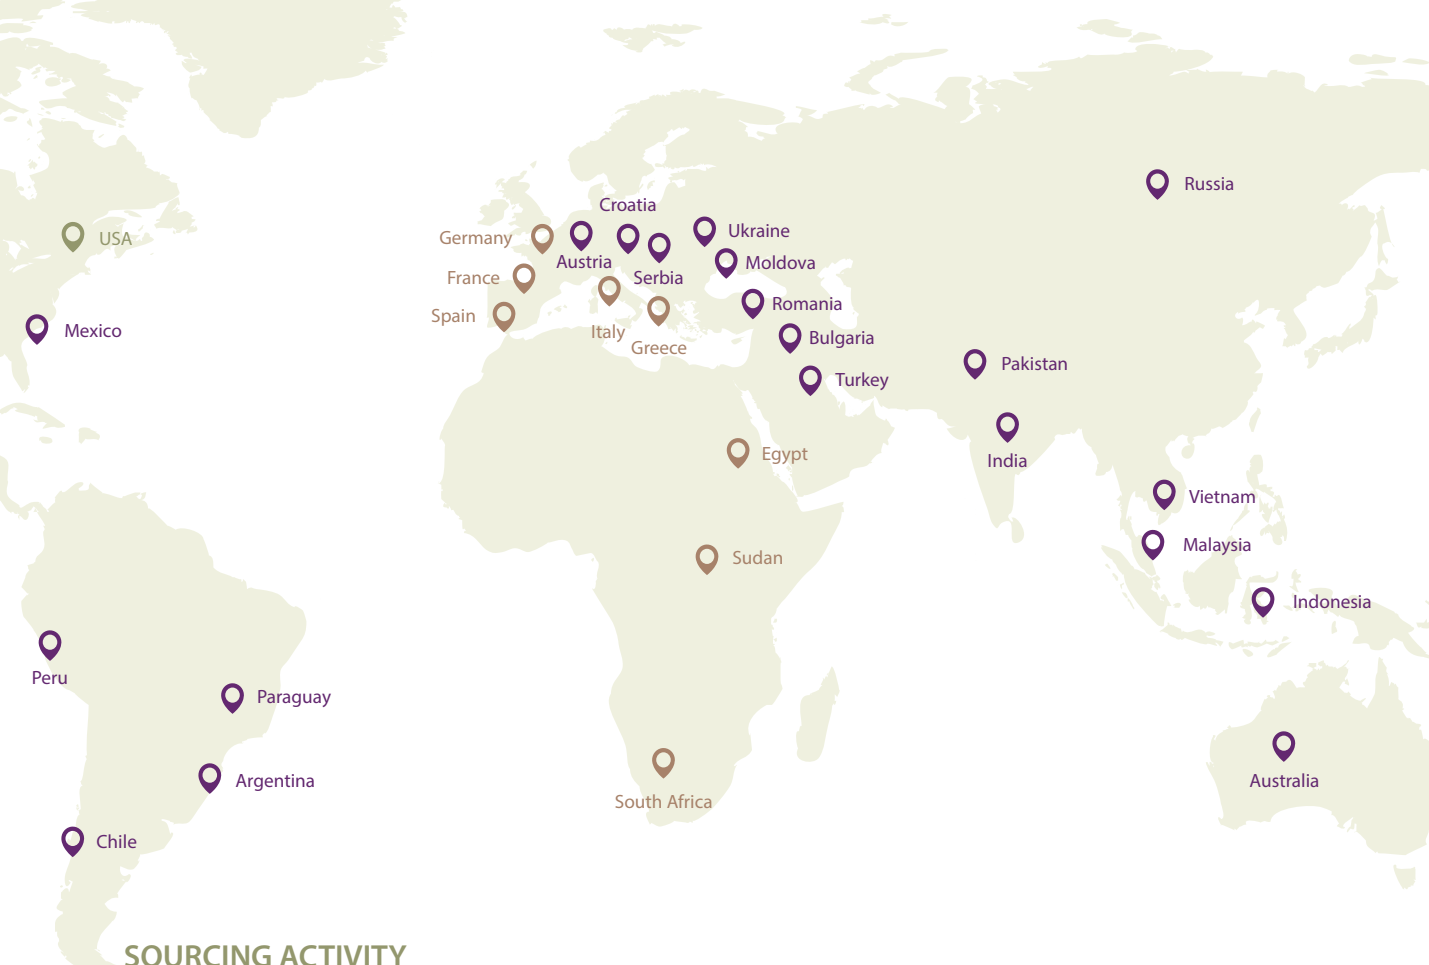 Russia
Croatia
Ukraine
USA
Germany
Austria
Moldova
France
Serbia
Romania
Spain
Mexico
Italy
Bulgaria
Greece
Pakistan
Turkey
Egypt
India
Vietnam
Malaysia
Sudan
Indonesia
Peru
Paraguay
Argentina
Australia
South Africa
Chile
SOURCING ACTIVITY